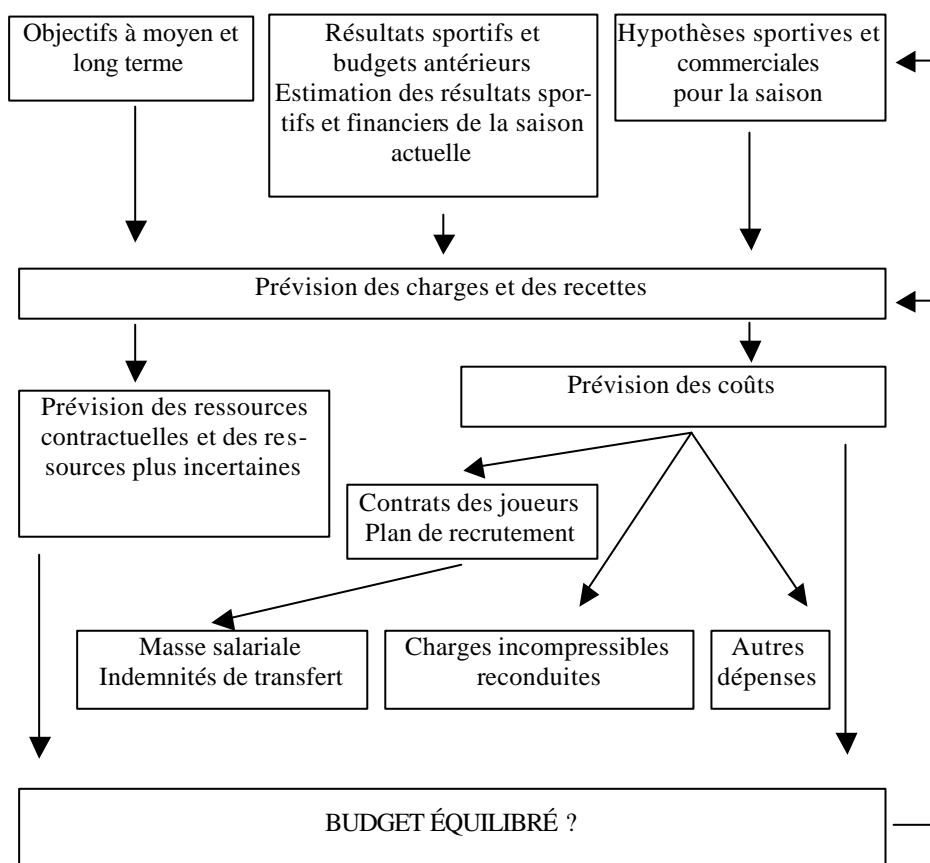 Objectifs à moyen et
long terme
Résultats sportifs et
budgets antérieurs
Estimation des résultats spor-
tifs et financiers de la saison
actuelle
Hypothèses sportives et
commerciales
pour la saison
Prévision des charges et des recettes
Prévision des ressources
contractuelles et des res-
sources plus incertaines
Prévision des coûts
Contrats des joueurs
Plan de recrutement
Masse salariale
Indemnités de transfert
Charges incompressibles
reconduites
Autres
dépenses
BUDGET ÉQUILIBRÉ ?